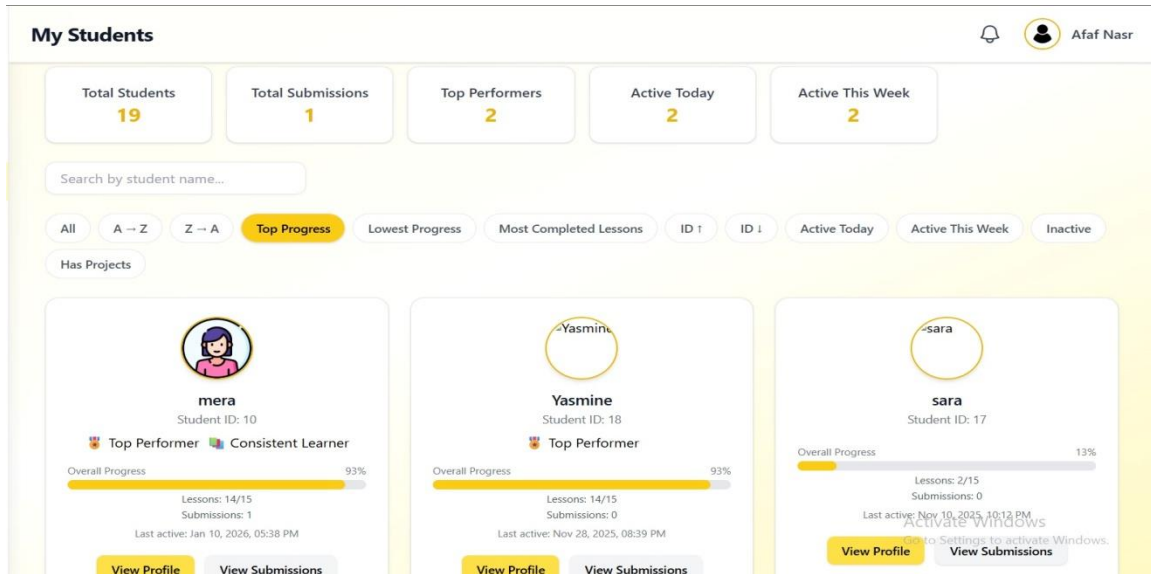 My Students
Afaf Nasr
Total Students
19
Total Submissions
1
Top Performers
2
Active Today
2
Active This Week
2
Search by student name...
All
A → Z
Z → A
Top Progress
Lowest Progress
Most Completed Lessons
ID ↑
ID ↓
Active Today
Active This Week
Inactive
Has Projects
mera
Student ID: 10
Top Performer
Consistent Learner
Overall Progress 93%
Lessons: 14/15
Submissions: 1
Last active: Jan 10, 2026, 05:38 PM
View Profile
View Submissions
Yasmine
Yasmine
Student ID: 18
Top Performer
Overall Progress 93%
Lessons: 14/15
Submissions: 0
Last active: Nov 28, 2025, 08:39 PM
View Profile
View Submissions
sara
sara
Student ID: 17
Overall Progress 13%
Lessons: 2/15
Submissions: 0
Last active: Nov 10, 2025, 10:12 PM
View Profile
View Submissions
Activate Windows
Go to Settings to activate Windows.